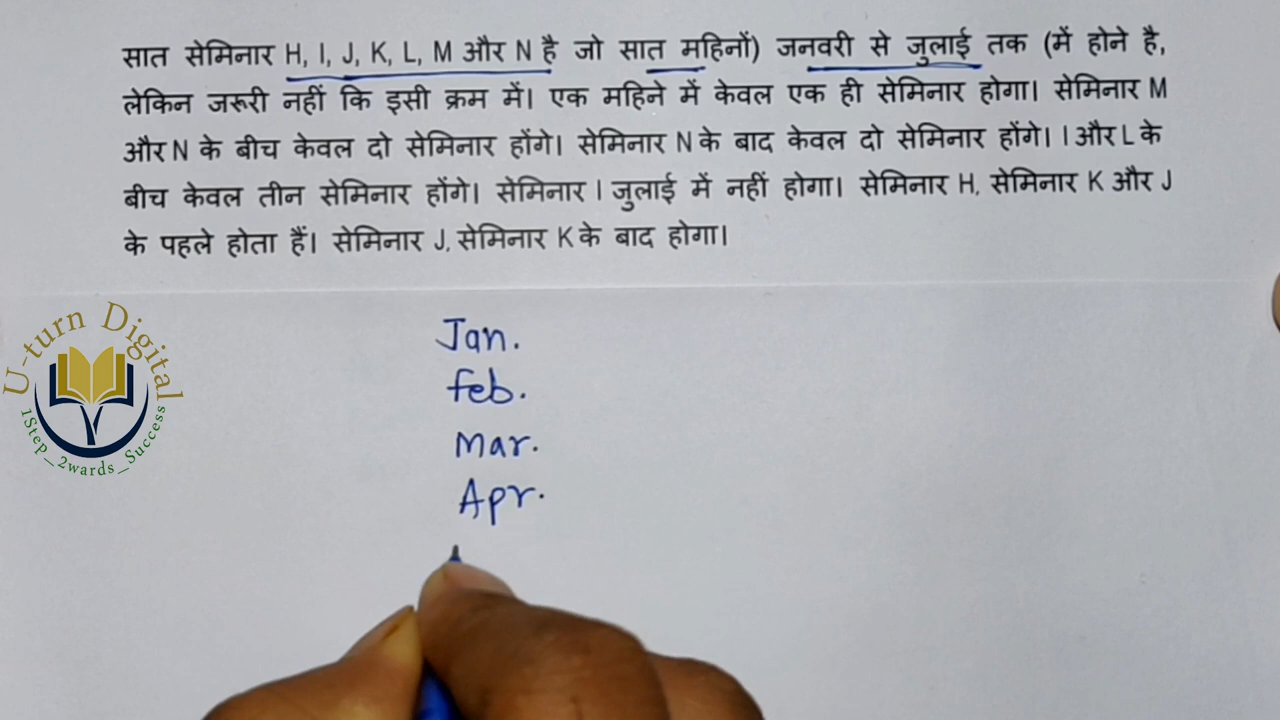 सात सेमिनार H, I, J, K, L, M और N है जो सात महिनों) जनवरी से जुलाई तक (में होने है,
लेकिन जरूरी नहीं कि इसी क्रम में। एक महिने में केवल एक ही सेमिनार होगा। सेमिनार M
और N के बीच केवल दो सेमिनार होंगे। सेमिनार N के बाद केवल दो सेमिनार होंगे। I और L के
बीच केवल तीन सेमिनार होंगे। सेमिनार I जुलाई में नहीं होगा। सेमिनार H, सेमिनार K और J
के पहले होता हैं। सेमिनार J, सेमिनार K के बाद होगा।
U-turn Digital
1Step_2wards_Success
Jan.
feb.
Mar.
Apr.